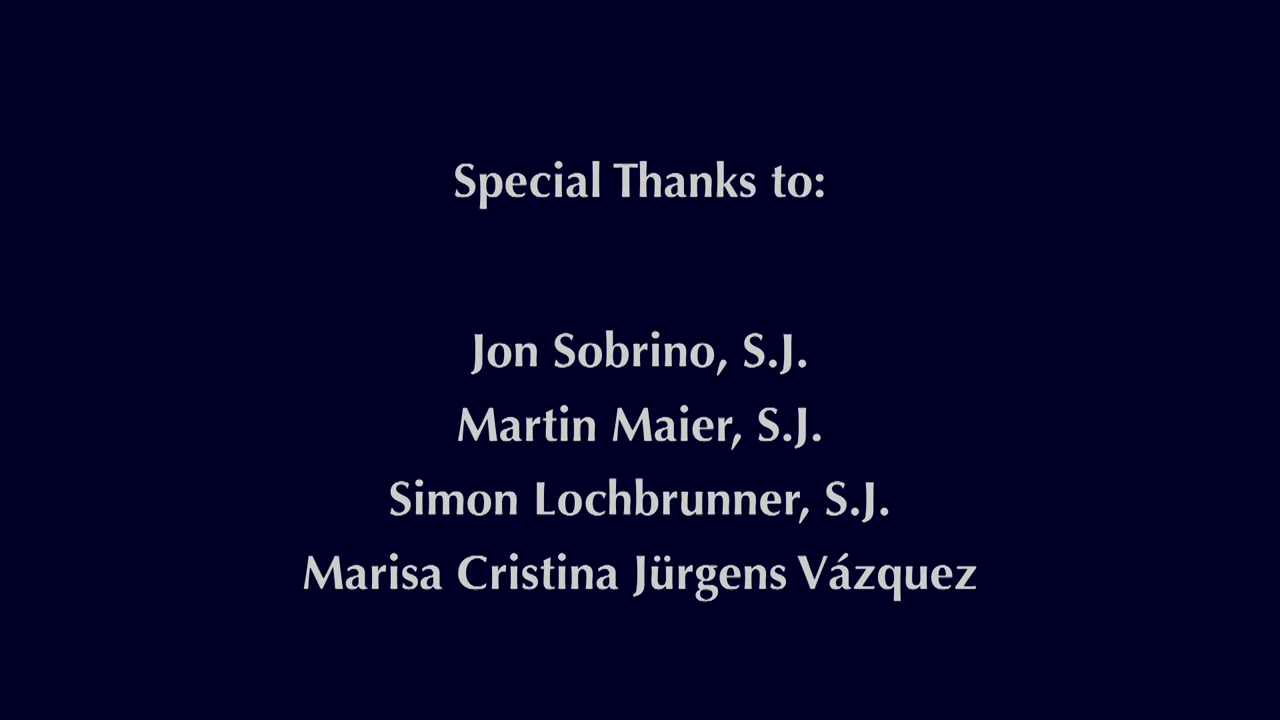 Special Thanks to:
Jon Sobrino, S.J.
Martin Maier, S.J.
Simon Lochbrunner, S.J.
Marisa Cristina Jürgens Vázquez